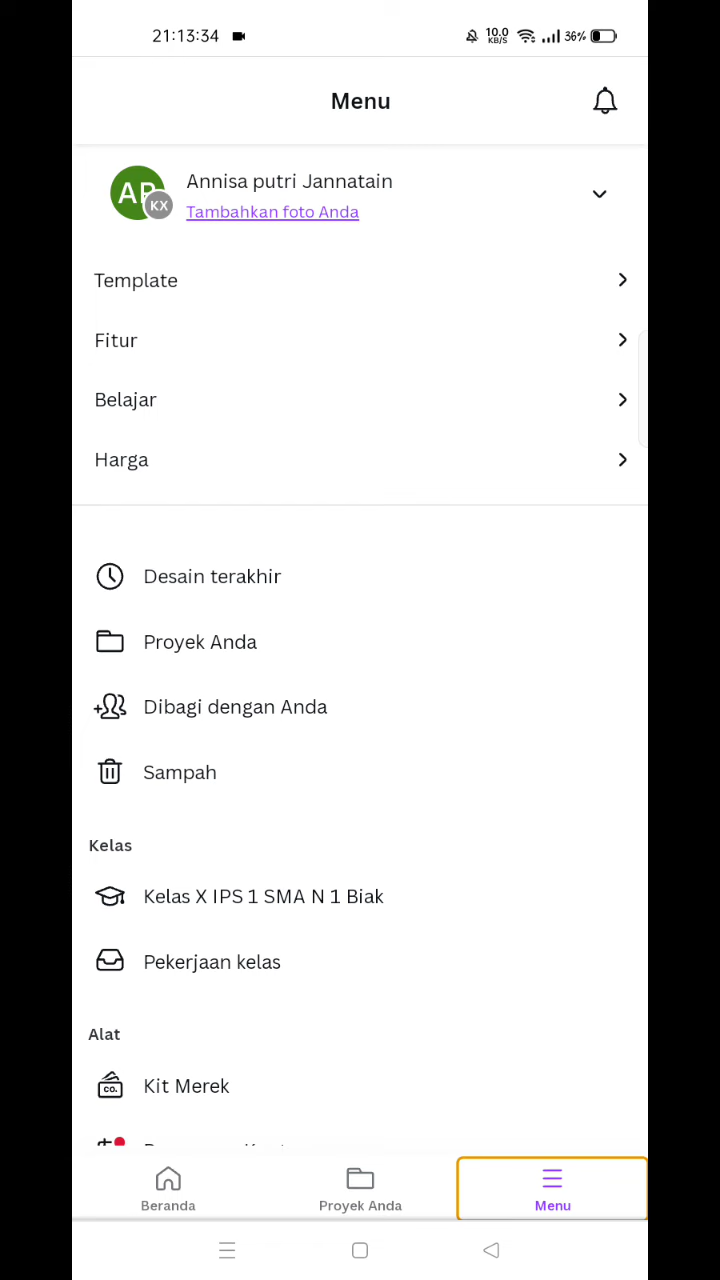 21:13:34
10.0
KB/S
36%
Menu
AP
KX
Annisa putri Jannatain
Tambahkan foto Anda
Template
Fitur
Belajar
Harga
Desain terakhir
Proyek Anda
Dibagi dengan Anda
Sampah
Kelas
Kelas X IPS 1 SMA N 1 Biak
Pekerjaan kelas
Alat
CO.
Kit Merek
Beranda
Proyek Anda
Menu